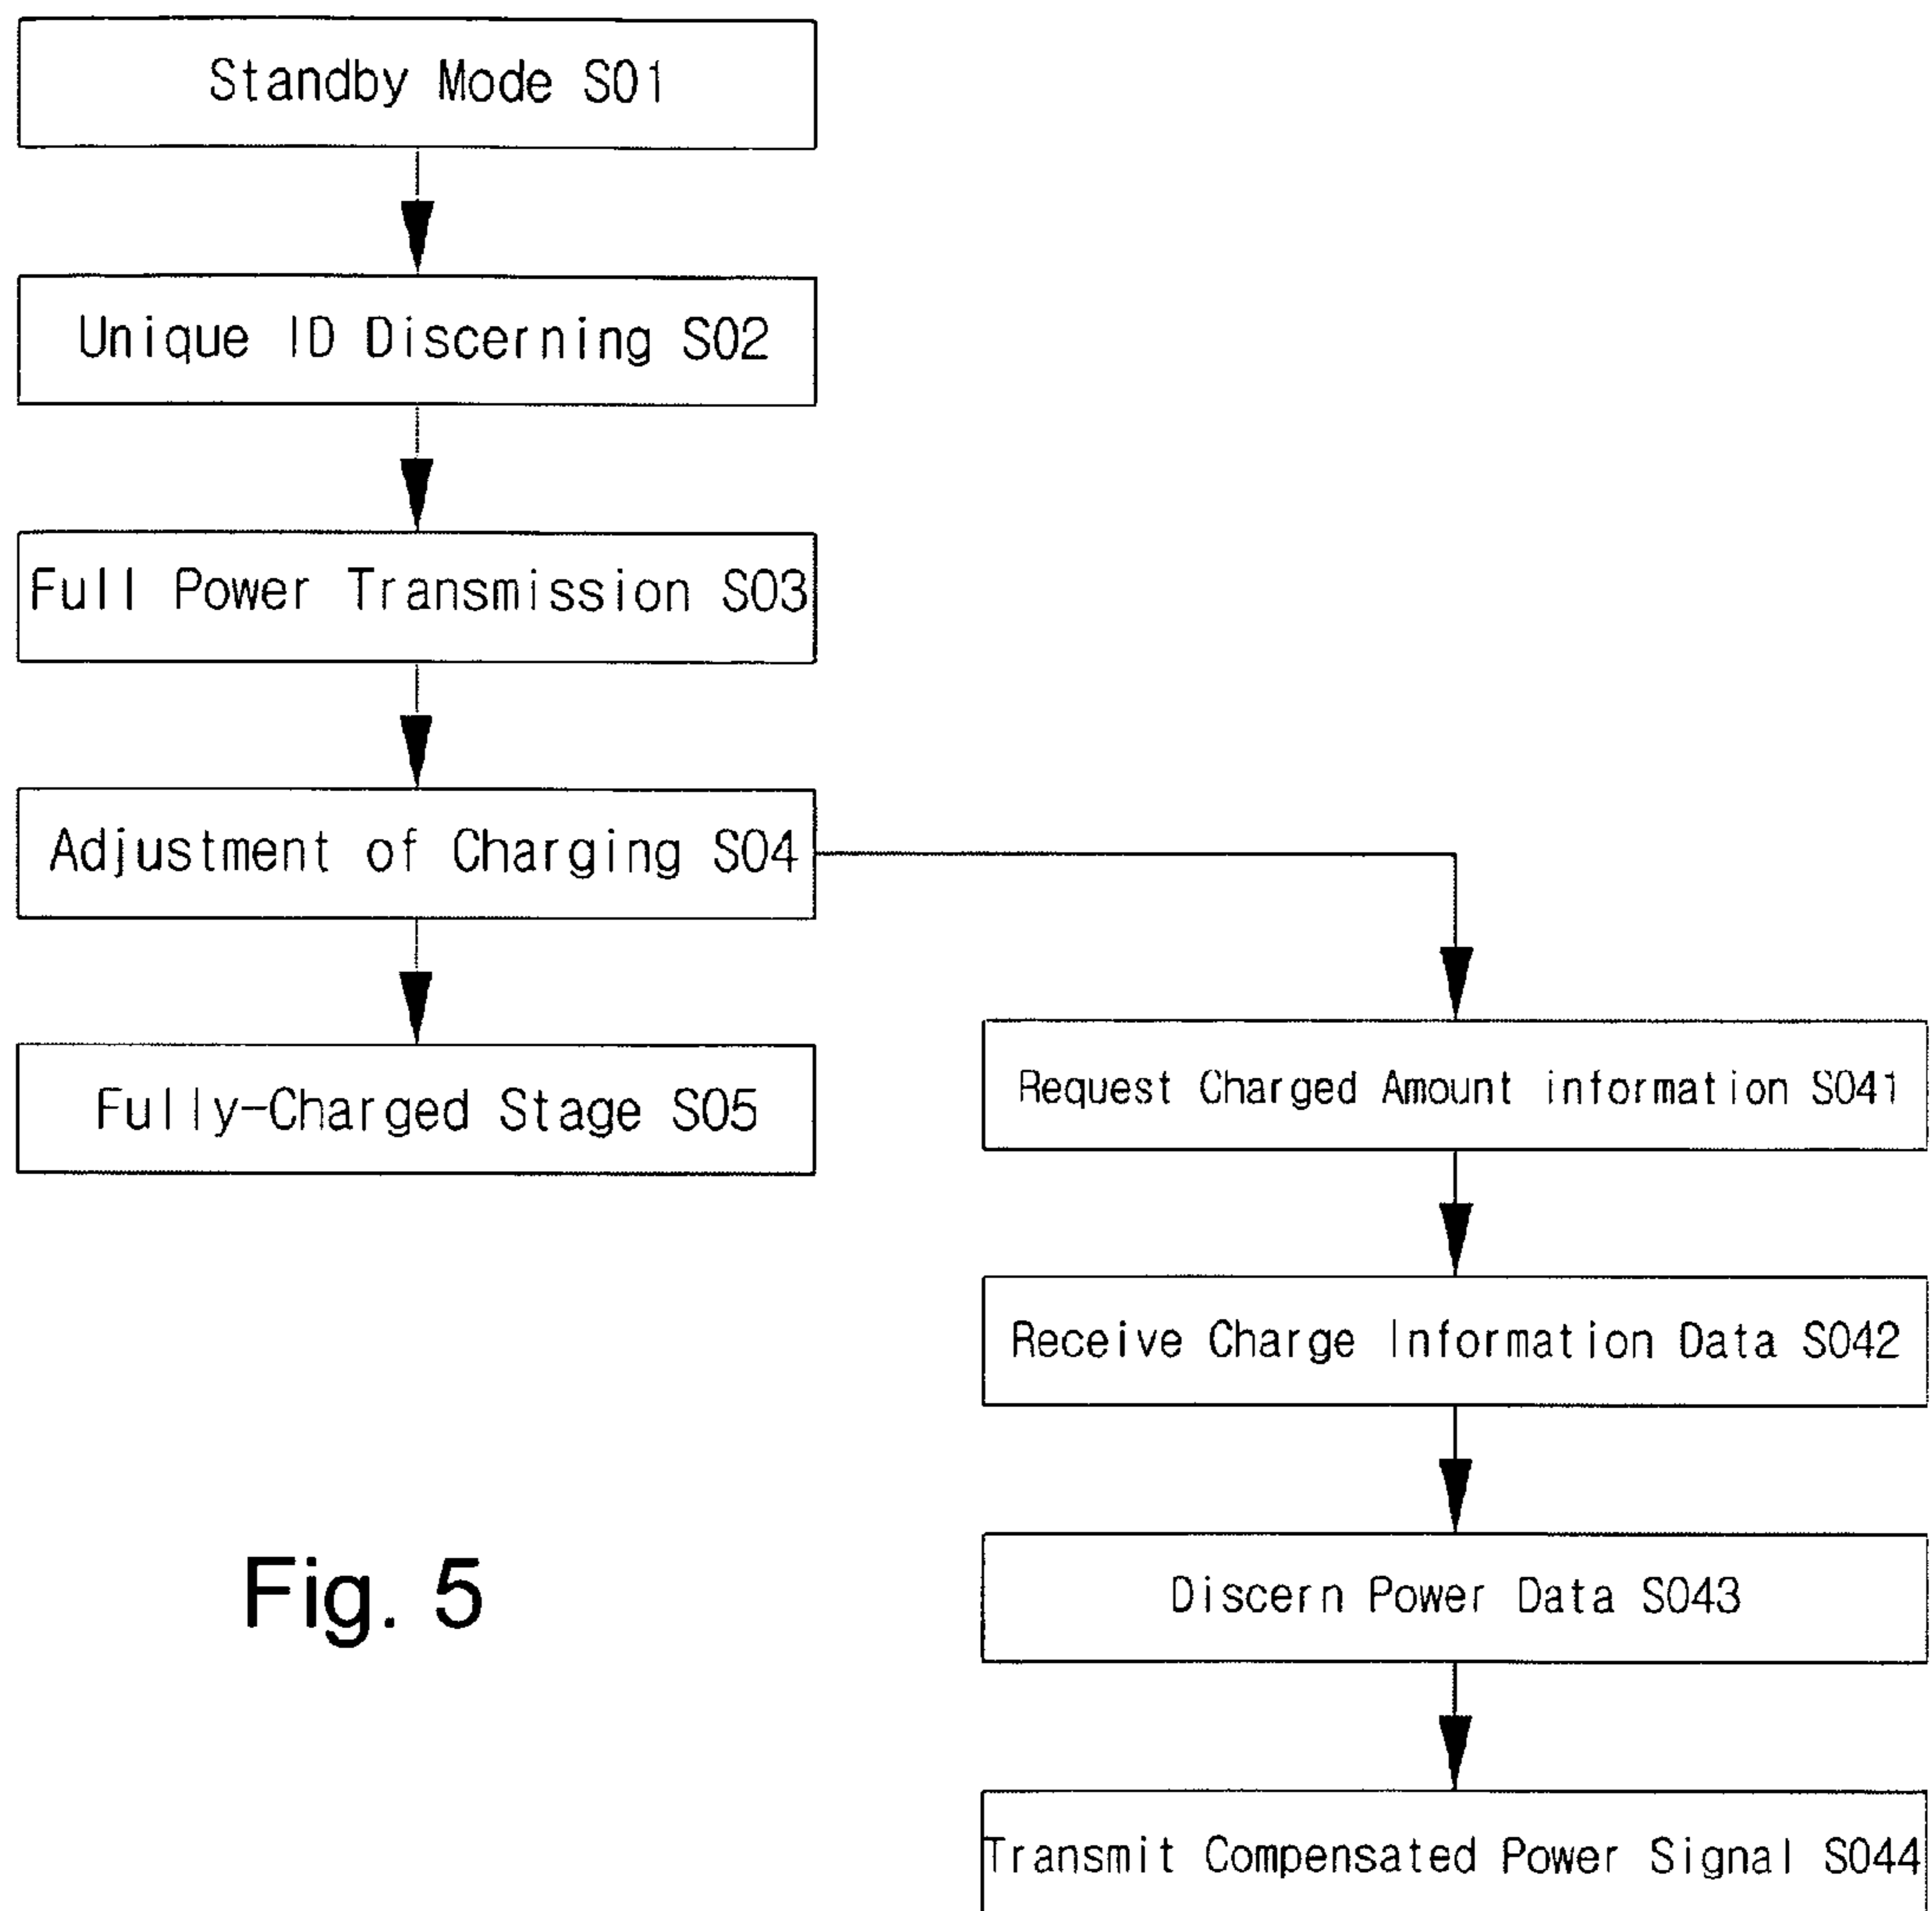 Standby Mode S01
Unique ID Discerning S02
Full Power Transmission S03
Adjustment of Charging S04
Fully-Charged Stage S05
Request Charged Amount information S041
Receive Charge Information Data S042
Discern Power Data S043
Transmit Compensated Power Signal S044
Fig. 5